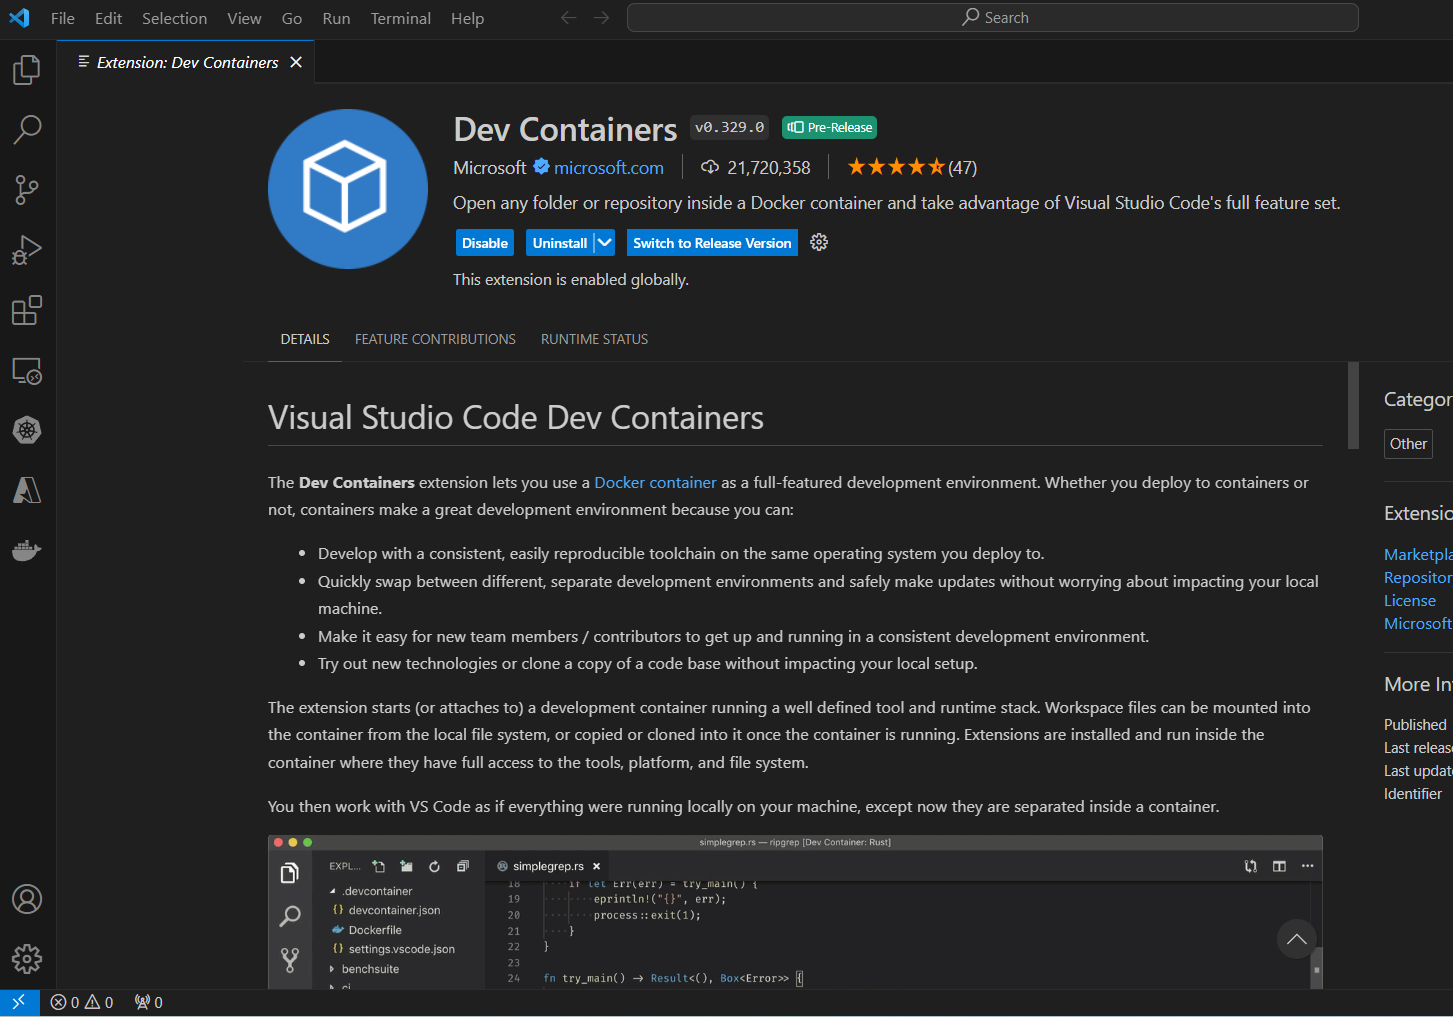 File Edit Selection View Go Run Terminal Help
Search
Extension: Dev Containers
Dev Containers v0.329.0 Pre-Release
Microsoft microsoft.com 21,720,358 (47)
Open any folder or repository inside a Docker container and take advantage of Visual Studio Code's full feature set.
Disable Uninstall Switch to Release Version
This extension is enabled globally.
DETAILS FEATURE CONTRIBUTIONS RUNTIME STATUS
Visual Studio Code Dev Containers
The Dev Containers extension lets you use a Docker container as a full-featured development environment. Whether you deploy to containers or
not, containers make a great development environment because you can:
• Develop with a consistent, easily reproducible toolchain on the same operating system you deploy to.
• Quickly swap between different, separate development environments and safely make updates without worrying about impacting your local
machine.
• Make it easy for new team members / contributors to get up and running in a consistent development environment.
• Try out new technologies or clone a copy of a code base without impacting your local setup.
The extension starts (or attaches to) a development container running a well defined tool and runtime stack. Workspace files can be mounted into
the container from the local file system, or copied or cloned into it once the container is running. Extensions are installed and run inside the
container where they have full access to the tools, platform, and file system.
You then work with VS Code as if everything were running locally on your machine, except now they are separated inside a container.
simplegrep.rs — ripgrep [Dev Container: Rust]
EXPL...
.devcontainer
{} devcontainer.json
Dockerfile
{} settings.vscode.json
benchsuite
ci
simplegrep.rs
18 if let Err(err) = try_main() {
19 eprintln!("{}", err);
20 process::exit(1);
21 }
22 }
23
24 fn try_main() → Result<(), Box<Error>> {
Categor
Other
Extensio
Marketpla
Repositor
License
Microsoft
More In
Published
Last releas
Last updat
Identifier
0 0 0